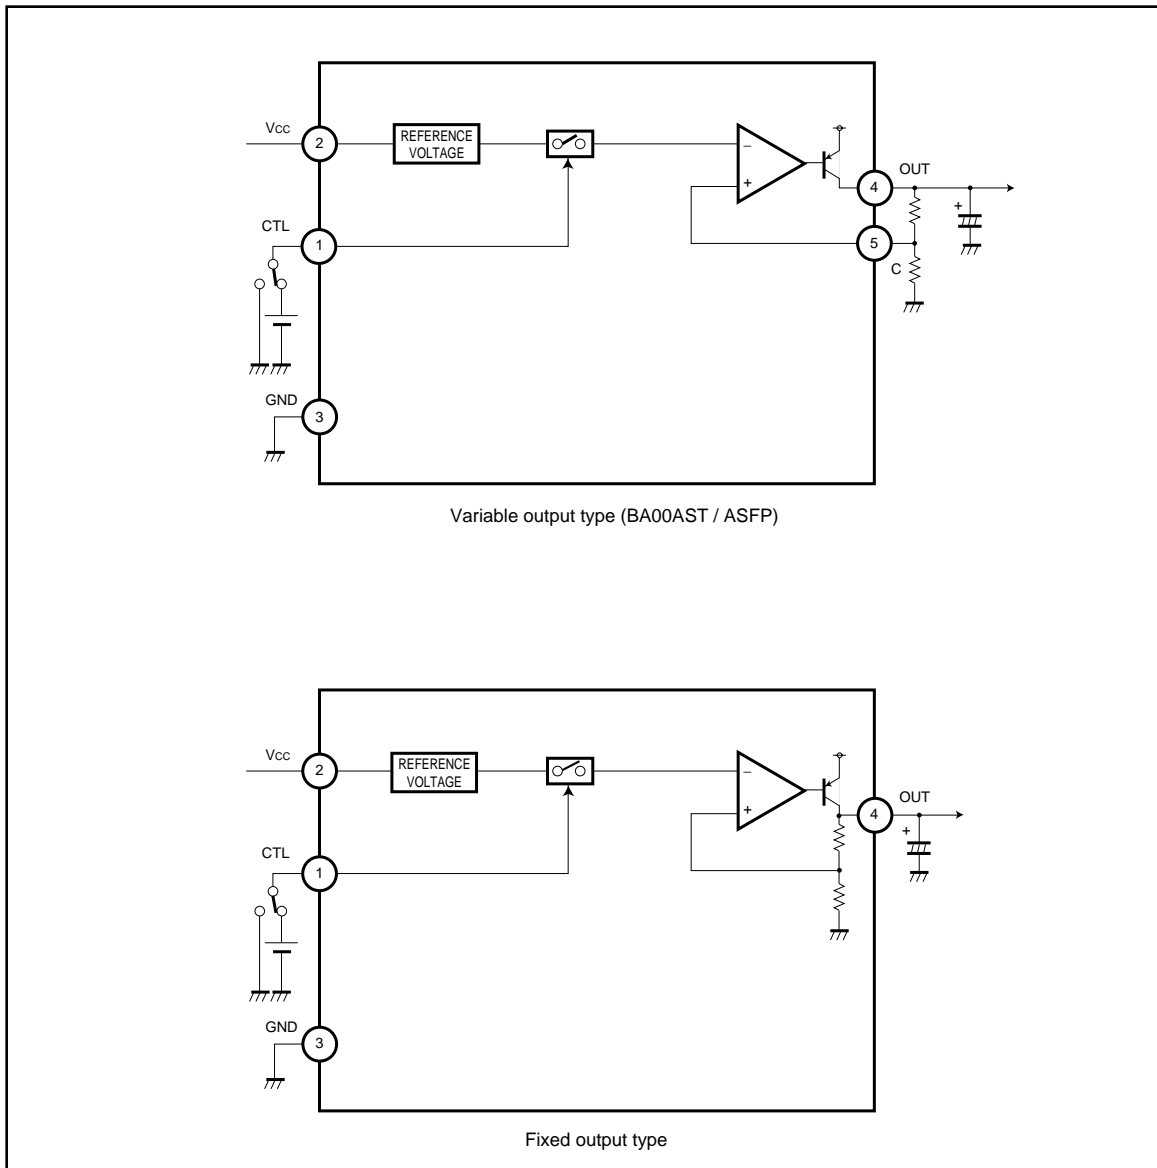 Vcc
2
REFERENCE
VOLTAGE
−
+
4
OUT
+
CTL
1
5
C
GND
3
Variable output type (BA00AST / ASFP)
Vcc
2
REFERENCE
VOLTAGE
−
+
4
OUT
+
CTL
1
GND
3
Fixed output type